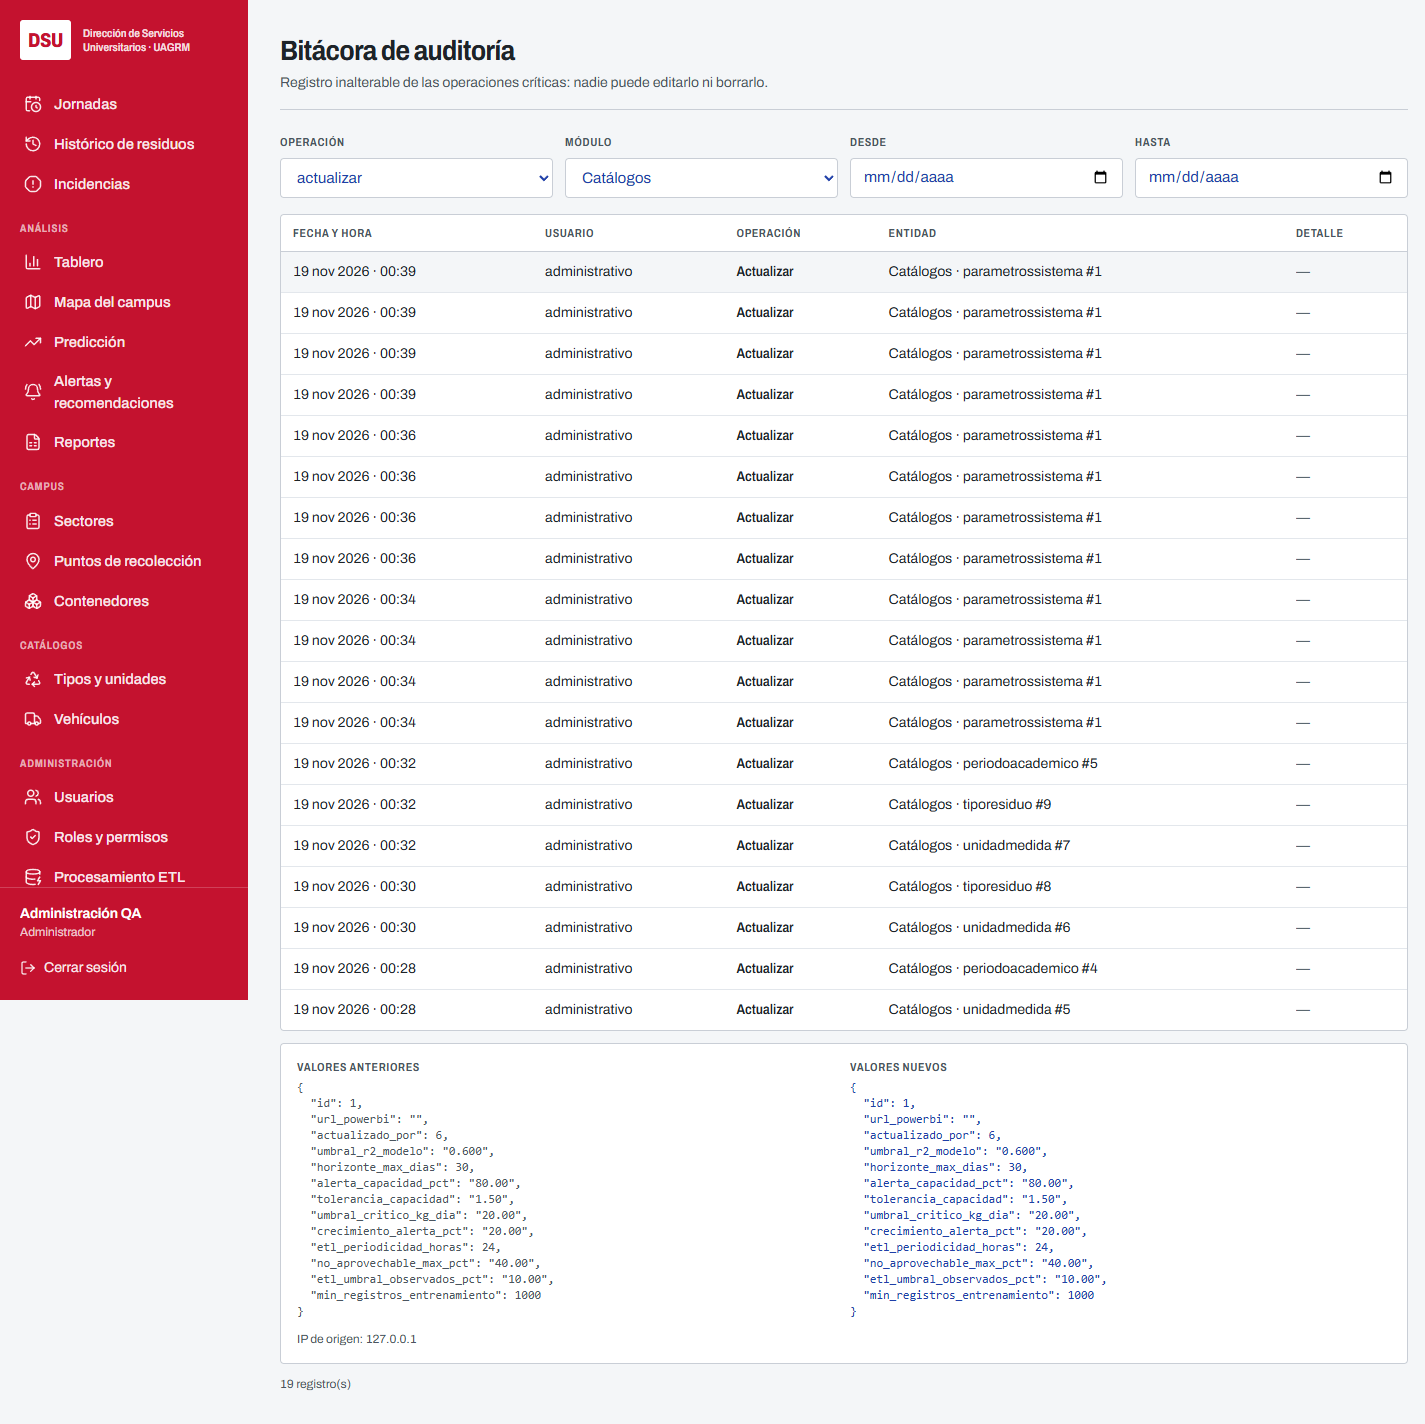 DSU
Dirección de Servicios
Universitarios · UAGRM
Jornadas
Histórico de residuos
Incidencias
ANÁLISIS
Tablero
Mapa del campus
Predicción
Alertas y
recomendaciones
Reportes
CAMPUS
Sectores
Puntos de recolección
Contenedores
CATÁLOGOS
Tipos y unidades
Vehículos
ADMINISTRACIÓN
Usuarios
Roles y permisos
Procesamiento ETL
Administración QA
Administrador
Cerrar sesión
Bitácora de auditoría
Registro inalterable de las operaciones críticas: nadie puede editarlo ni borrarlo.
OPERACIÓN MÓDULO DESDE HASTA
actualizar Catálogos mm/dd/aaaa mm/dd/aaaa
FECHA Y HORA USUARIO OPERACIÓN ENTIDAD DETALLE
19 nov 2026 · 00:39 administrativo Actualizar Catálogos · parametrossistema #1 —
19 nov 2026 · 00:39 administrativo Actualizar Catálogos · parametrossistema #1 —
19 nov 2026 · 00:39 administrativo Actualizar Catálogos · parametrossistema #1 —
19 nov 2026 · 00:39 administrativo Actualizar Catálogos · parametrossistema #1 —
19 nov 2026 · 00:36 administrativo Actualizar Catálogos · parametrossistema #1 —
19 nov 2026 · 00:36 administrativo Actualizar Catálogos · parametrossistema #1 —
19 nov 2026 · 00:36 administrativo Actualizar Catálogos · parametrossistema #1 —
19 nov 2026 · 00:36 administrativo Actualizar Catálogos · parametrossistema #1 —
19 nov 2026 · 00:34 administrativo Actualizar Catálogos · parametrossistema #1 —
19 nov 2026 · 00:34 administrativo Actualizar Catálogos · parametrossistema #1 —
19 nov 2026 · 00:34 administrativo Actualizar Catálogos · parametrossistema #1 —
19 nov 2026 · 00:34 administrativo Actualizar Catálogos · parametrossistema #1 —
19 nov 2026 · 00:32 administrativo Actualizar Catálogos · periodoacademico #5 —
19 nov 2026 · 00:32 administrativo Actualizar Catálogos · tiporesiduo #9 —
19 nov 2026 · 00:32 administrativo Actualizar Catálogos · unidadmedida #7 —
19 nov 2026 · 00:30 administrativo Actualizar Catálogos · tiporesiduo #8 —
19 nov 2026 · 00:30 administrativo Actualizar Catálogos · unidadmedida #6 —
19 nov 2026 · 00:28 administrativo Actualizar Catálogos · periodoacademico #4 —
19 nov 2026 · 00:28 administrativo Actualizar Catálogos · unidadmedida #5 —
VALORES ANTERIORES
{
"id": 1,
"url_powerbi": "",
"actualizado_por": 6,
"umbral_r2_modelo": "0.600",
"horizonte_max_dias": 30,
"alerta_capacidad_pct": "80.00",
"tolerancia_capacidad": "1.50",
"umbral_critico_kg_dia": "20.00",
"crecimiento_alerta_pct": "20.00",
"etl_periodicidad_horas": 24,
"no_aprovechable_max_pct": "40.00",
"etl_umbral_observados_pct": "10.00",
"min_registros_entrenamiento": 1000
}
VALORES NUEVOS
{
"id": 1,
"url_powerbi": "",
"actualizado_por": 6,
"umbral_r2_modelo": "0.600",
"horizonte_max_dias": 30,
"alerta_capacidad_pct": "80.00",
"tolerancia_capacidad": "1.50",
"umbral_critico_kg_dia": "20.00",
"crecimiento_alerta_pct": "20.00",
"etl_periodicidad_horas": 24,
"no_aprovechable_max_pct": "40.00",
"etl_umbral_observados_pct": "10.00",
"min_registros_entrenamiento": 1000
}
IP de origen: 127.0.0.1
19 registro(s)